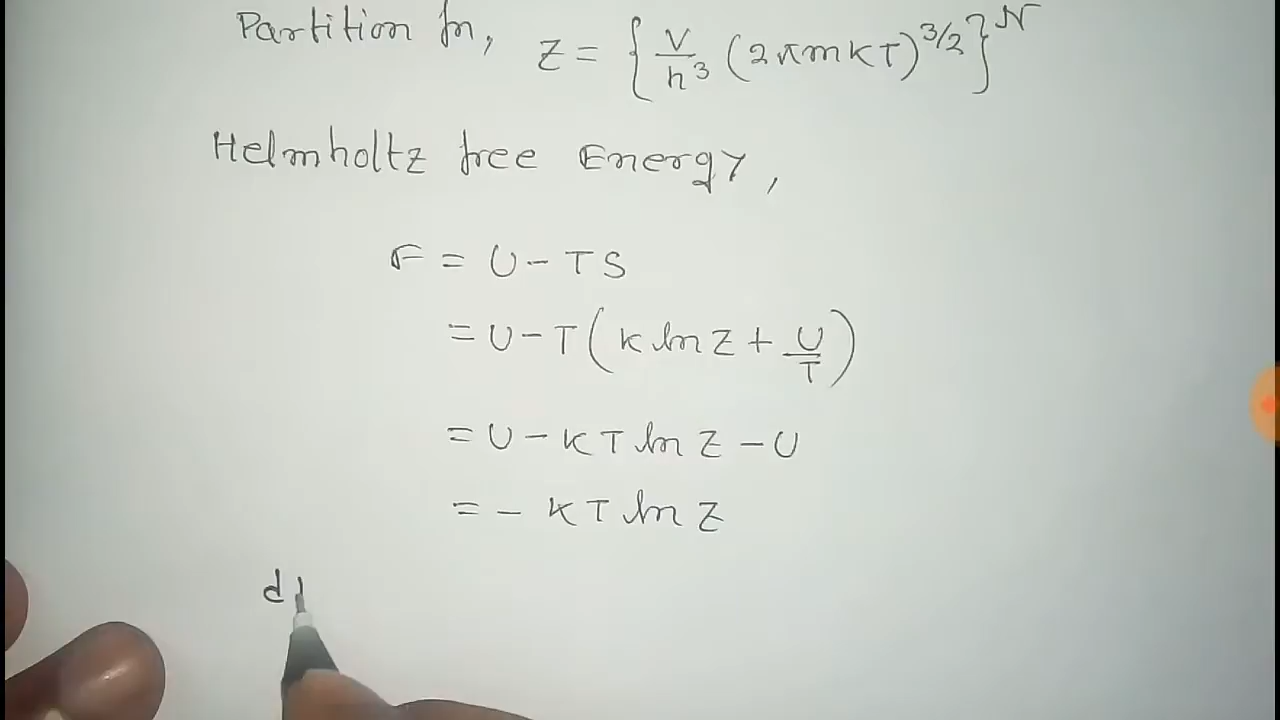 Partition fn, Z = { V/h³ (2πmKT)^3/2 }^N
Helmholtz free Energy,
F = U - TS
= U - T ( K ln Z + U/T )
= U - KT ln Z - U
= - KT ln Z
d